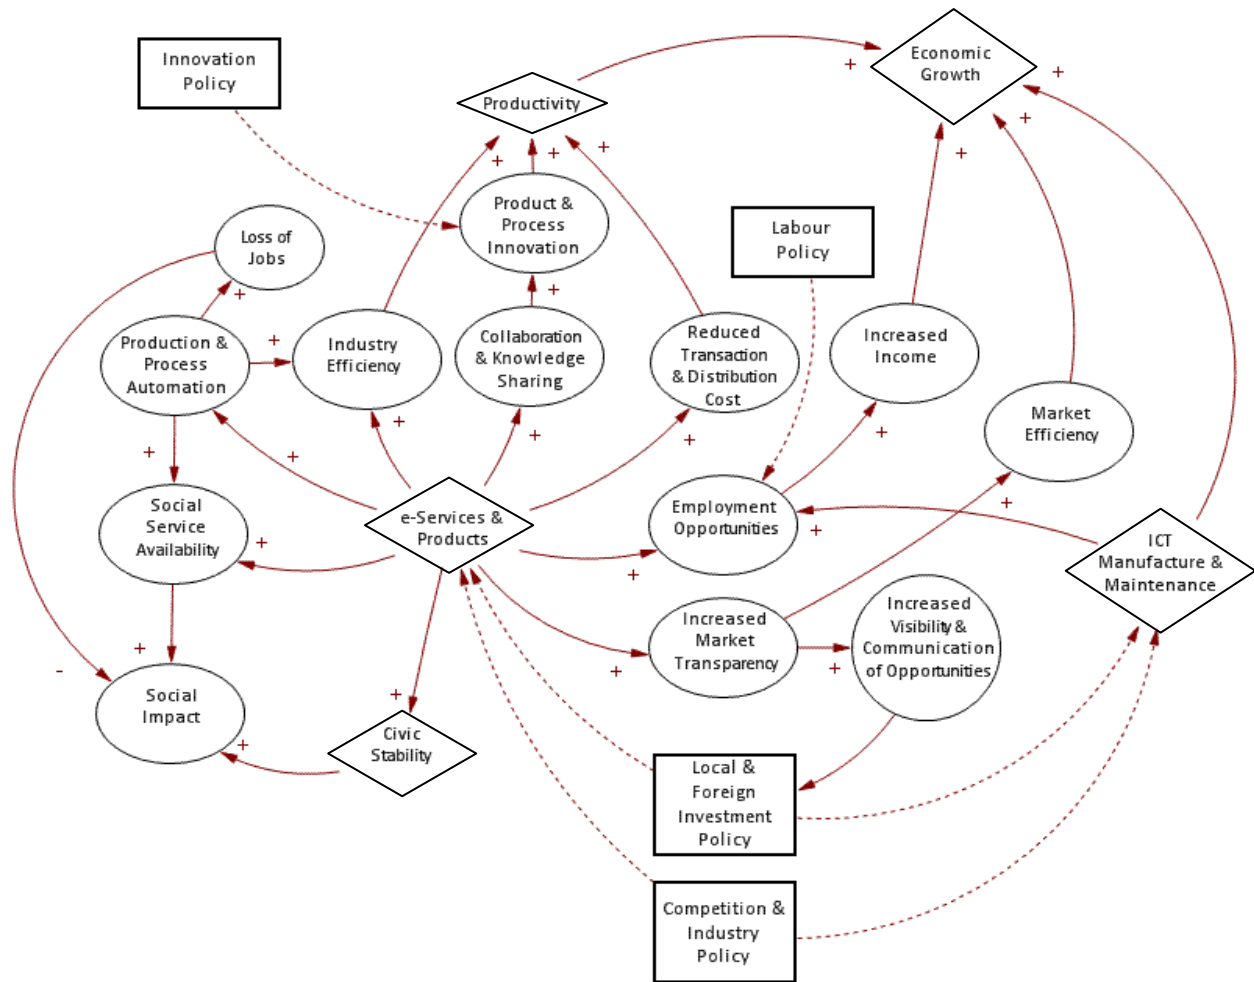 Innovation
Policy
Productivity
Economic
Growth
+
+
+
+
+
+
+
Product &
Process
Innovation
Labour
Policy
Loss of
Jobs
+
+
Production &
Process
Automation
+
Industry
Efficiency
Collaboration
& Knowledge
Sharing
Reduced
Transaction
& Distribution
Cost
Increased
Income
Market
Efficiency
+
+
+
+
+
+
+
Social
Service
Availability
+
e-Services &
Products
Employment
Opportunities
+
+
+
ICT
Manufacture &
Maintenance
Increased
Market
Transparency
+
+
Increased
Visibility &
Communication
of Opportunities
+
-
Social
Impact
+
+
Civic
Stability
Local &
Foreign
Investment
Policy
Competition &
Industry
Policy